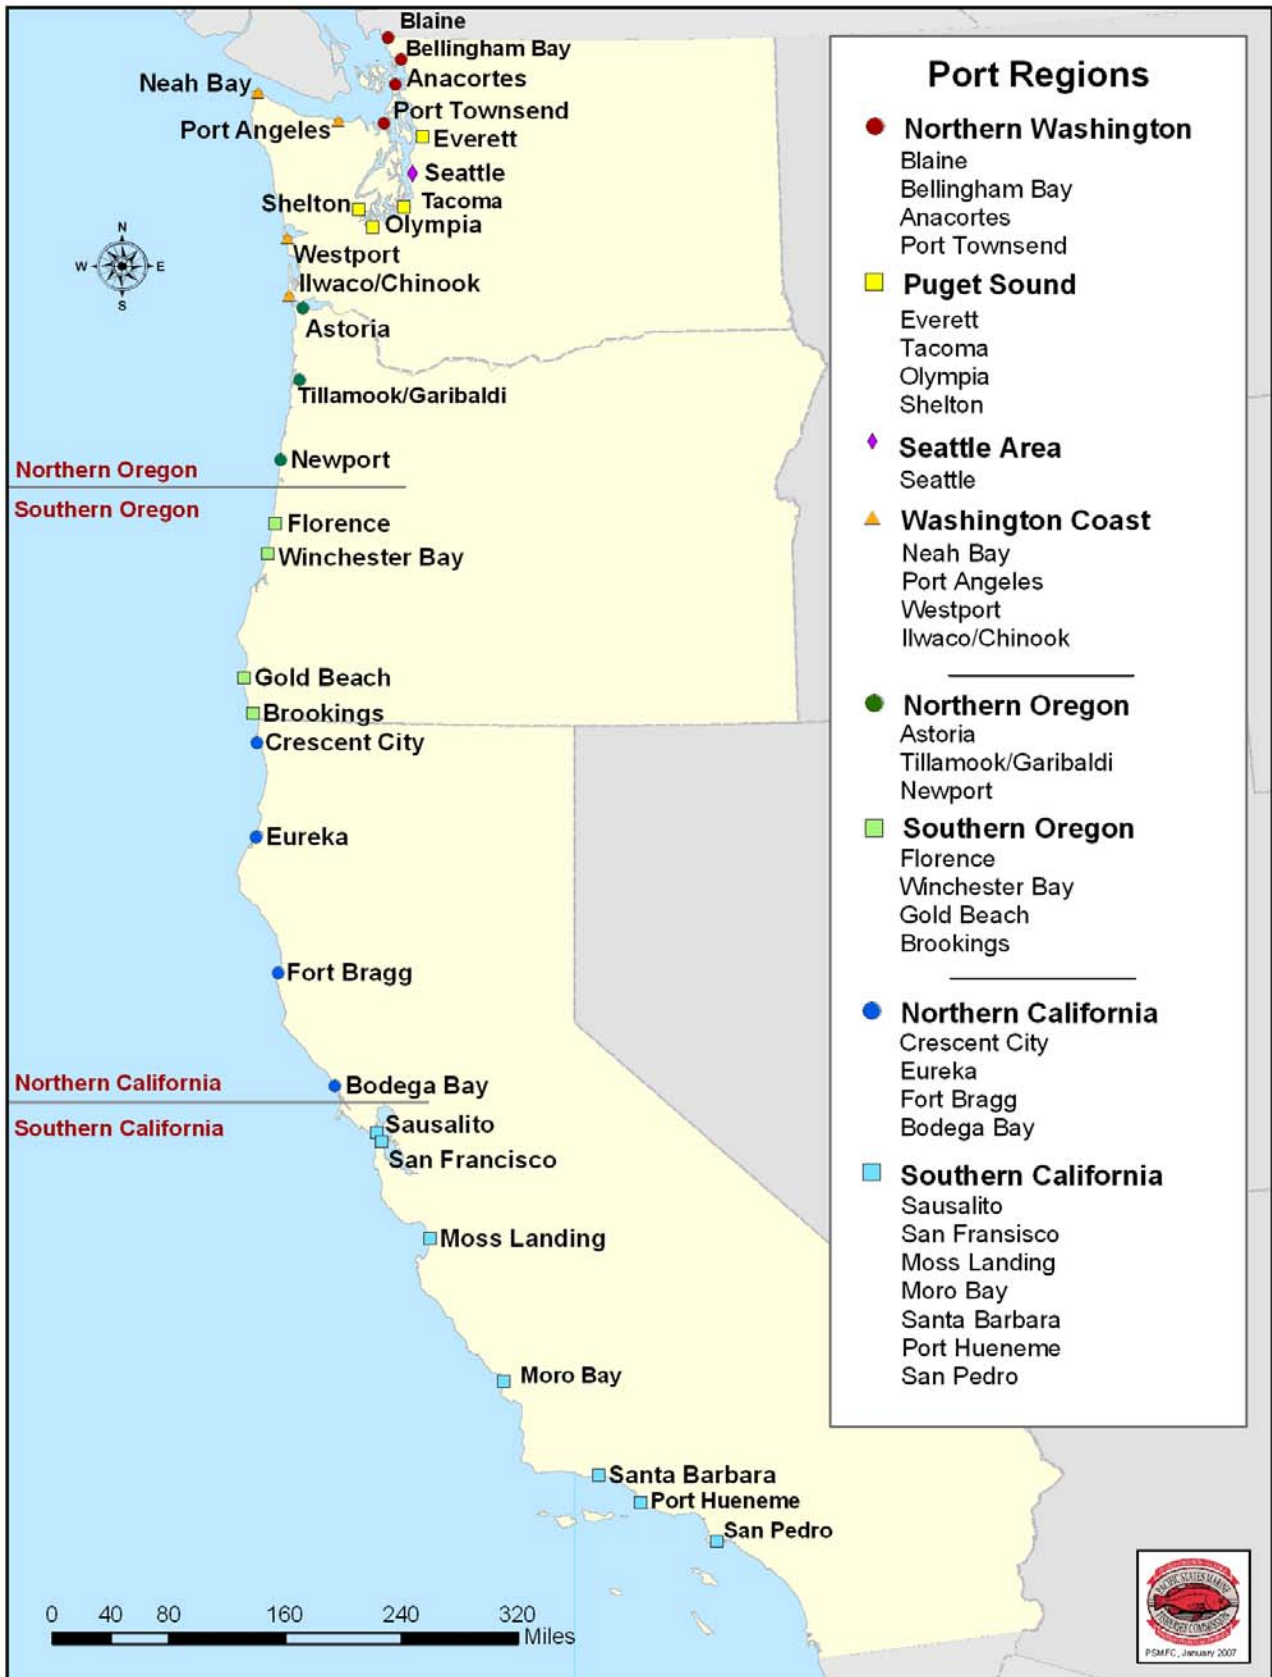 Blaine
Bellingham Bay
Neah Bay
Anacortes
Port Townsend
Port Angeles
Everett
Seattle
Shelton
Tacoma
Olympia
N
W
E
S
Westport
Ilwaco/Chinook
Astoria
Tillamook/Garibaldi
Newport
Northern Oregon
Southern Oregon
Florence
Winchester Bay
Gold Beach
Brookings
Crescent City
Eureka
Fort Bragg
Northern California
Bodega Bay
Southern California
Sausalito
San Francisco
Moss Landing
Moro Bay
Santa Barbara
Port Hueneme
San Pedro
0 40 80 160 240 320
Miles
Port Regions
Northern Washington
Blaine
Bellingham Bay
Anacortes
Port Townsend
Puget Sound
Everett
Tacoma
Olympia
Shelton
Seattle Area
Seattle
Washington Coast
Neah Bay
Port Angeles
Westport
Ilwaco/Chinook
Northern Oregon
Astoria
Tillamook/Garibaldi
Newport
Southern Oregon
Florence
Winchester Bay
Gold Beach
Brookings
Northern California
Crescent City
Eureka
Fort Bragg
Bodega Bay
Southern California
Sausalito
San Fransisco
Moss Landing
Moro Bay
Santa Barbara
Port Hueneme
San Pedro
PACIFIC STATES MARINE
FISHERIES COMMISSION
PSMFC, January 2007